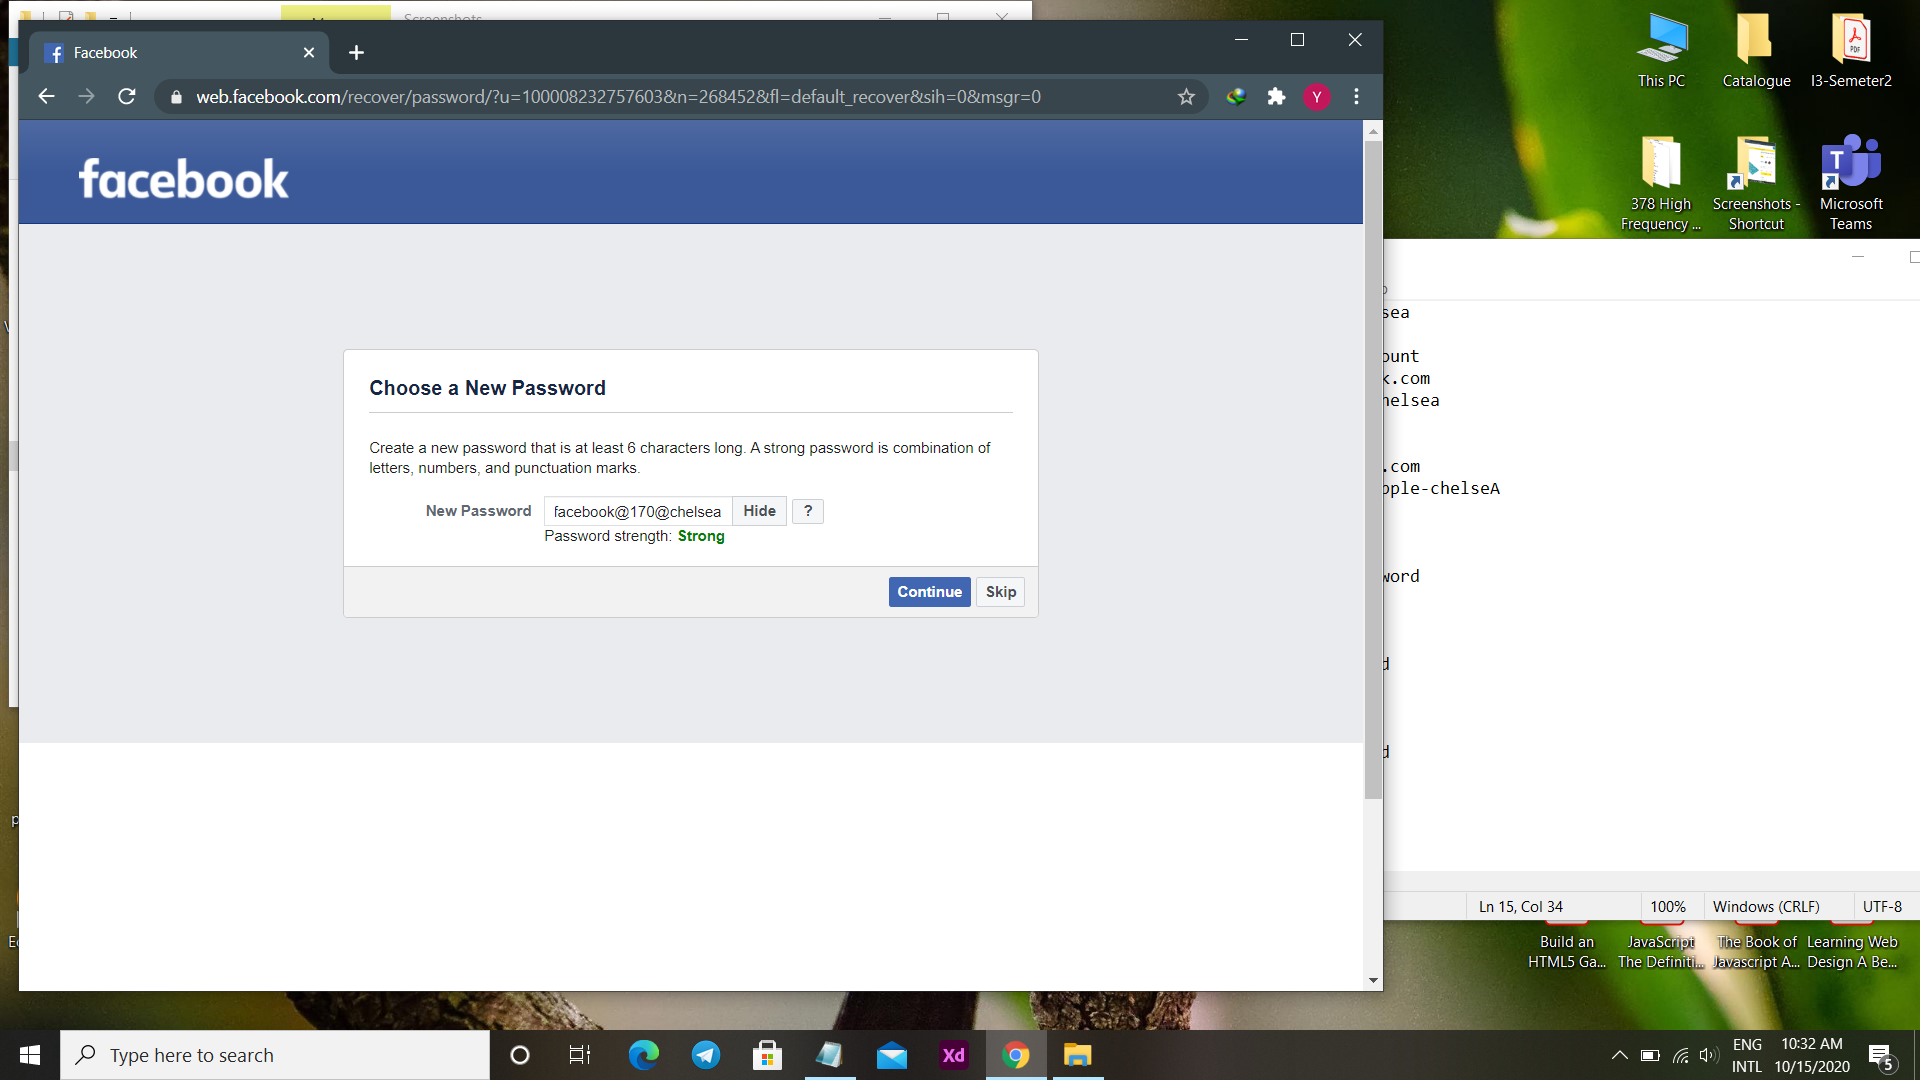 Screenshots
Facebook
web.facebook.com/recover/password/?u=100008232757603&n=268452&fl=default_recover&sih=0&msgr=0
Y
facebook
Choose a New Password
Create a new password that is at least 6 characters long. A strong password is combination of
letters, numbers, and punctuation marks.
New Password
facebook@170@chelsea
Hide
?
Password strength: Strong
Continue
Skip
This PC
Catalogue
I3-Semeter2
PDF
378 High
Frequency ...
Screenshots -
Shortcut
T
Microsoft
Teams
sea
ount
k.com
helsea
.com
pple-chelseA
word
d
d
Ln 15, Col 34
100%
Windows (CRLF)
UTF-8
Build an
HTML5 Ga...
JavaScript
The Definiti...
The Book of
Javascript A...
Learning Web
Design A Be...
Type here to search
Xd
ENG
INTL
10:32 AM
10/15/2020
5